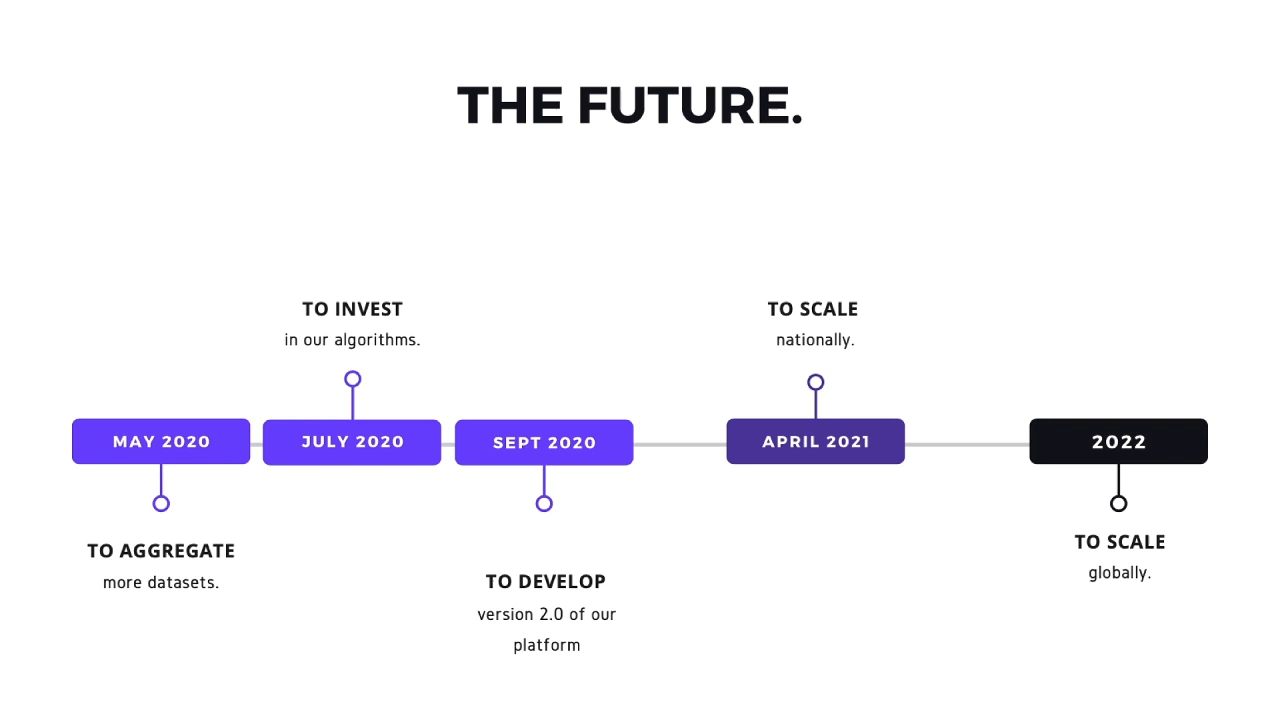 THE FUTURE.
TO INVEST
in our algorithms.
TO SCALE
nationally.
MAY 2020
JULY 2020
SEPT 2020
APRIL 2021
2022
TO AGGREGATE
more datasets.
TO DEVELOP
version 2.0 of our
platform
TO SCALE
globally.